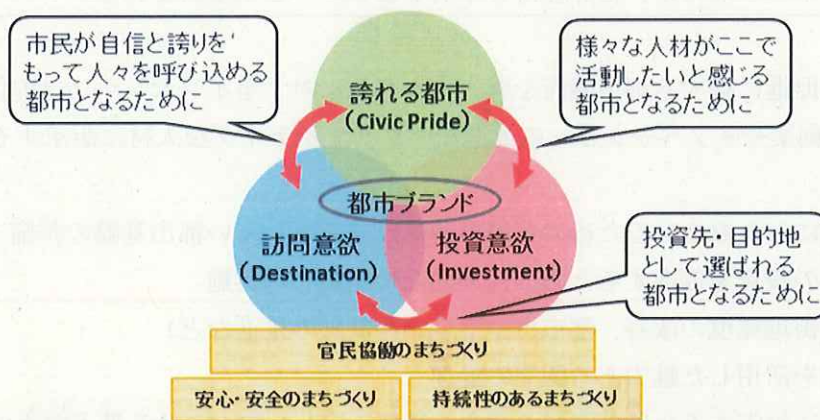 市民が自信と誇りを
もって人々を呼び込める
都市となるために
様々な人材がここで
活動したいと感じる
都市となるために
誇れる都市
(Civic Pride)
都市ブランド
訪問意欲
(Destination)
投資意欲
(Investment)
投資先・目的地
として選ばれる
都市となるために
官民協働のまちづくり
安心・安全のまちづくり
持続性のあるまちづくり